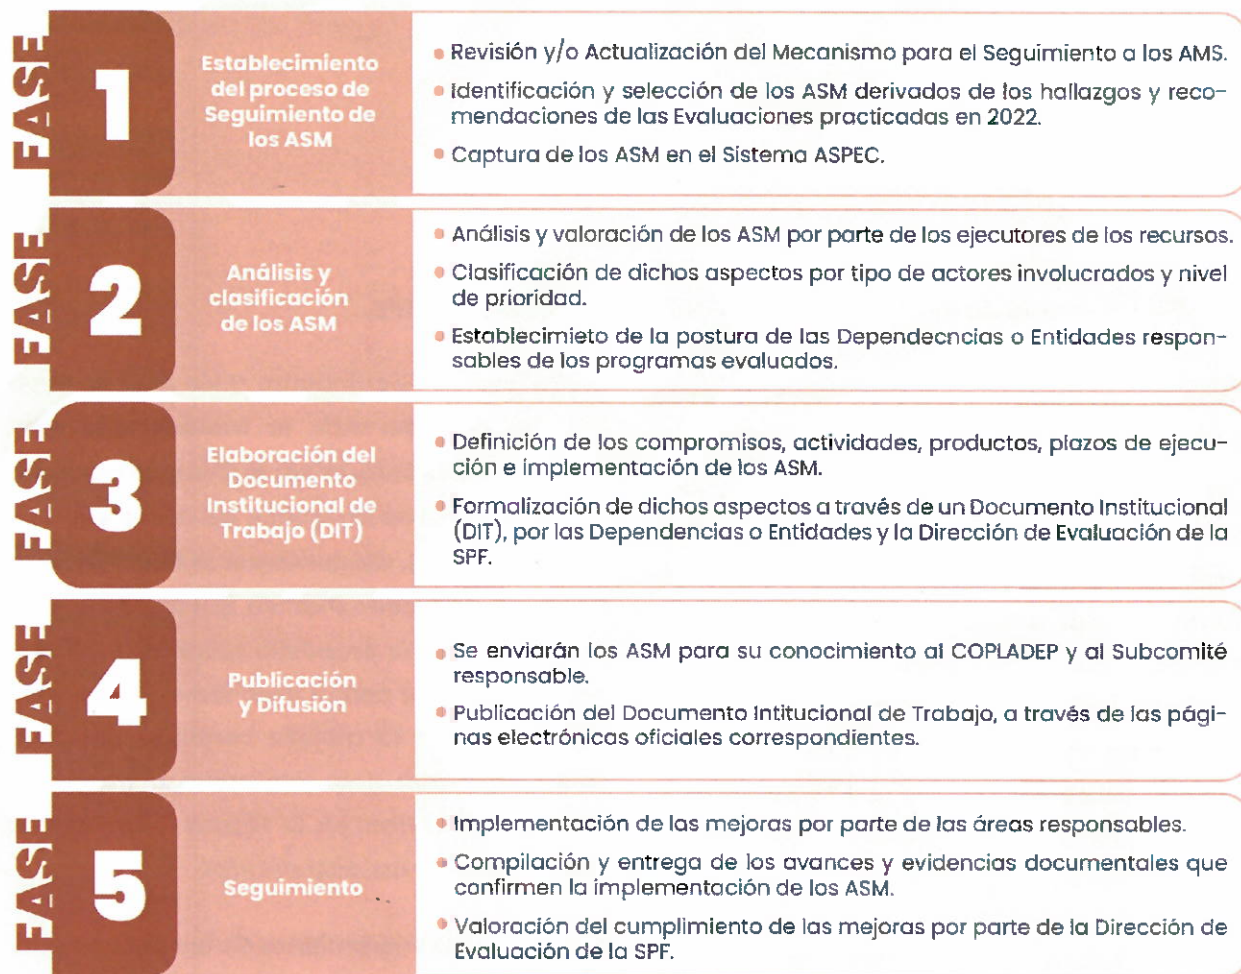 FASE
1
Establecimiento
del proceso de
Seguimiento de
los ASM
• Revisión y/o Actualización del Mecanismo para el Seguimiento a los AMS.
• Identificación y selección de los ASM derivados de los hallazgos y reco-
mendaciones de las Evaluaciones practicadas en 2022.
• Captura de los ASM en el Sistema ASPEC.
FASE
2
Análisis y
clasificación
de los ASM
• Análisis y valoración de los ASM por parte de los ejecutores de los recursos.
• Clasificación de dichos aspectos por tipo de actores involucrados y nivel
de prioridad.
• Establecimieto de la postura de las Dependecncias o Entidades respon-
sables de los programas evaluados.
FASE
3
Elaboración del
Documento
Institucional de
Trabajo (DIT)
• Definición de los compromisos, actividades, productos, plazos de ejecu-
ción e implementación de los ASM.
• Formalización de dichos aspectos a través de un Documento Institucional
(DIT), por las Dependencias o Entidades y la Dirección de Evaluación de la
SPF.
FASE
4
Publicación
y Difusión
• Se enviarán los ASM para su conocimiento al COPLADEP y al Subcomité
responsable.
• Publicación del Documento Intitucional de Trabajo, a través de las pági-
nas electrónicas oficiales correspondientes.
FASE
5
Seguimiento
• Implementación de las mejoras por parte de las áreas responsables.
• Compilación y entrega de los avances y evidencias documentales que
confirmen la implementación de los ASM.
• Valoración del cumplimiento de las mejoras por parte de la Dirección de
Evaluación de la SPF.